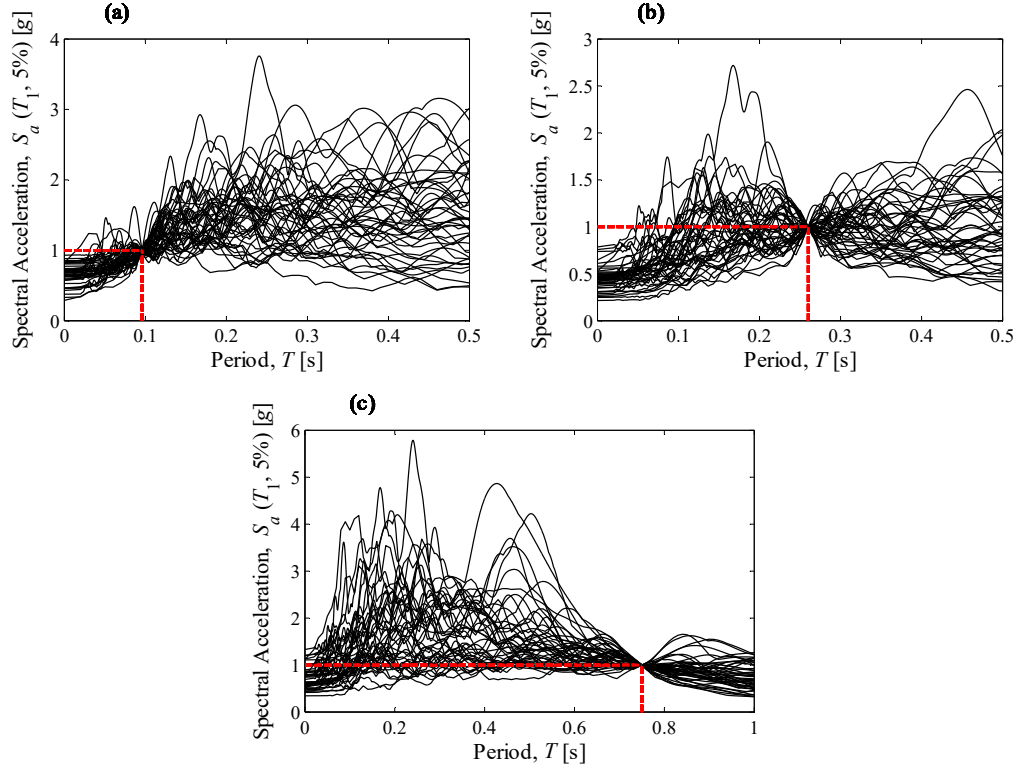 (a)
Spectral Acceleration, S_a (T_1, 5%) [g]
4
3
2
1
0
0 0.1 0.2 0.3 0.4 0.5
Period, T [s]
(b)
Spectral Acceleration, S_a (T_1, 5%) [g]
3
2.5
2
1.5
1
0.5
0
0 0.1 0.2 0.3 0.4 0.5
Period, T [s]
(c)
Spectral Acceleration, S_a (T_1, 5%) [g]
6
5
4
3
2
1
0
0 0.2 0.4 0.6 0.8 1
Period, T [s]